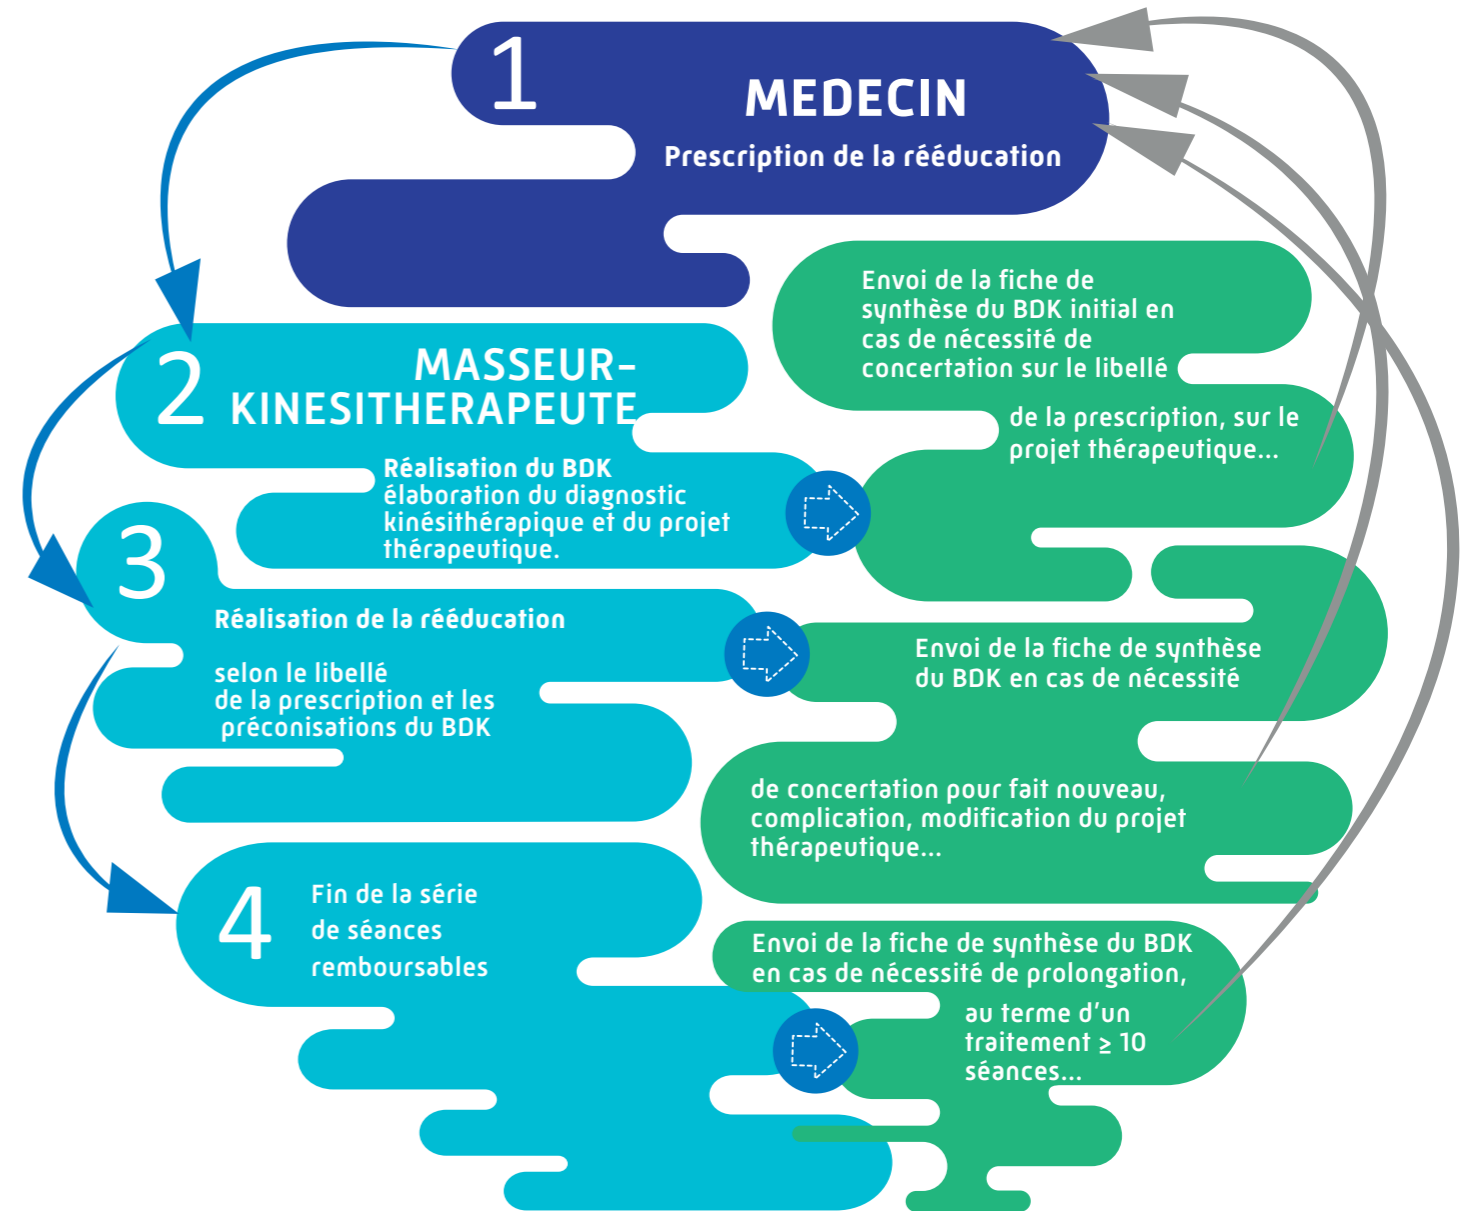 1
MEDECIN
Prescription de la rééducation
Envoi de la fiche de
synthèse du BDK initial en
cas de nécessité de
concertation sur le libellé
de la prescription, sur le
projet thérapeutique...
2
MASSEUR-
KINESITHERAPEUTE
Réalisation du BDK
élaboration du diagnostic
kinésithérapique et du projet
thérapeutique.
3
Réalisation de la rééducation
selon le libellé
de la prescription et les
préconisations du BDK
Envoi de la fiche de synthèse
du BDK en cas de nécessité
de concertation pour fait nouveau,
complication, modification du projet
thérapeutique...
4
Fin de la série
de séances
remboursables
Envoi de la fiche de synthèse du BDK
en cas de nécessité de prolongation,
au terme d'un
traitement ≥ 10
séances...